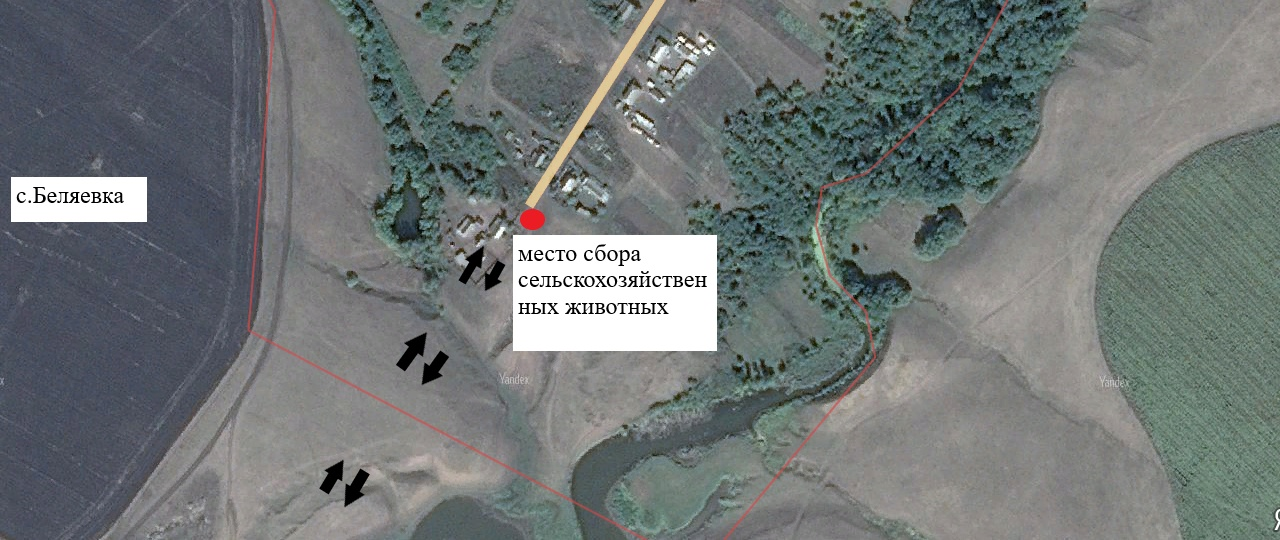 с.Беляевка
место сбора
сельскохозяйствен
ных животных
Yandex
Yandex
x
Я